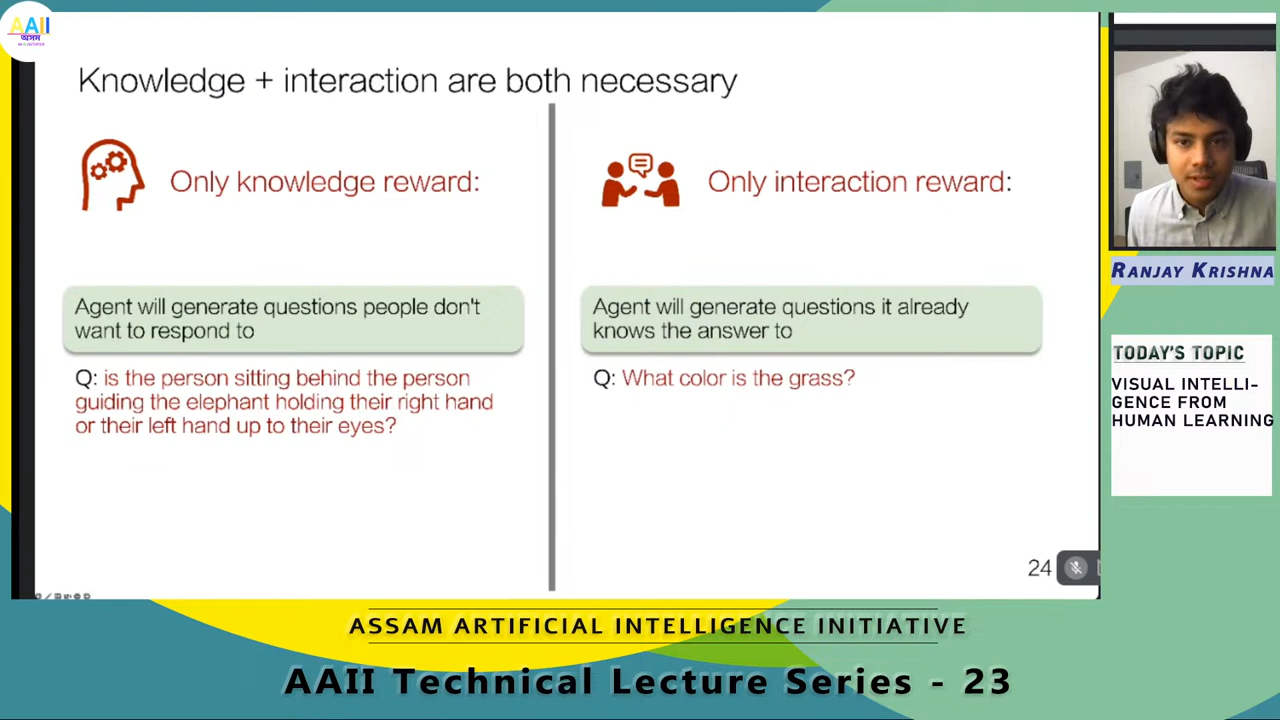 AAII
অসম
Knowledge + interaction are both necessary
Only knowledge reward:
Agent will generate questions people don't
want to respond to
Q: is the person sitting behind the person
guiding the elephant holding their right hand
or their left hand up to their eyes?
Only interaction reward:
Agent will generate questions it already
knows the answer to
Q: What color is the grass?
24
RANJAY KRISHNA
TODAY'S TOPIC
VISUAL INTELLI-
GENCE FROM
HUMAN LEARNING
ASSAM ARTIFICIAL INTELLIGENCE INITIATIVE
AAII Technical Lecture Series - 23